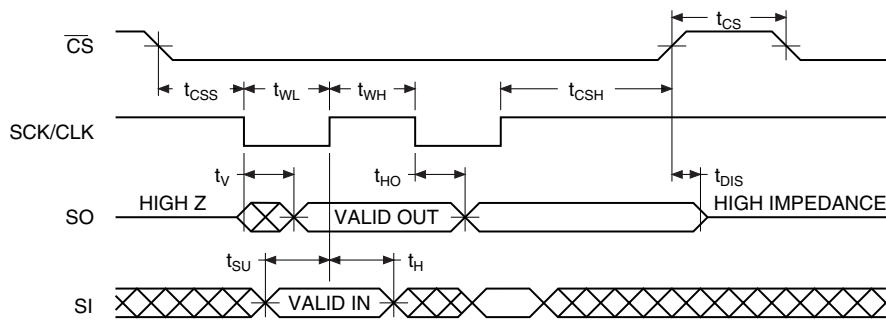 t_CS
C̅S̅
t_CSS t_WL t_WH t_CSH
SCK/CLK
t_V t_HO t_DIS
HIGH Z VALID OUT HIGH IMPEDANCE
SO
t_SU t_H
SI VALID IN